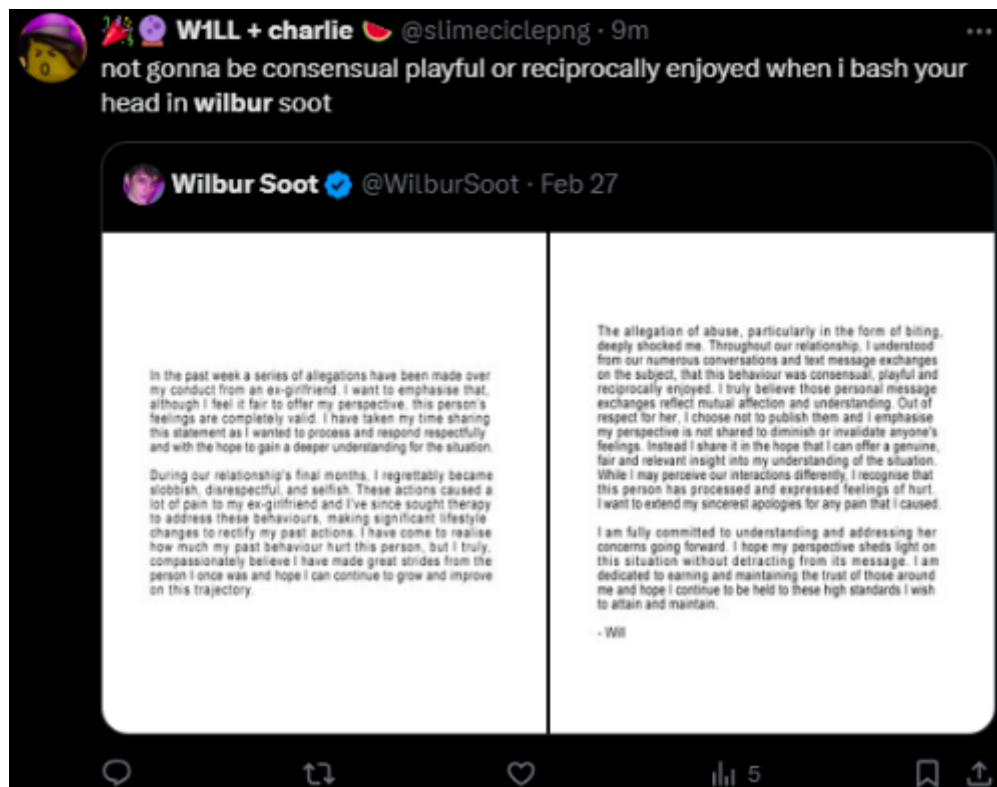 W1LL + charlie @slimeciclepng · 9m
not gonna be consensual playful or reciprocally enjoyed when i bash your
head in wilbur soot
Wilbur Soot @WilburSoot · Feb 27
In the past week a series of allegations have been made over
my conduct from an ex-girlfriend. I want to emphasise that,
although I feel it fair to offer my perspective, this person's
feelings are completely valid. I have taken my time sharing
this statement as I wanted to process and respond respectfully
and with the hope to gain a deeper understanding for the situation.
During our relationship's final months, I regrettably became
slobbish, disrespectful, and selfish. These actions caused a
lot of pain to my ex-girlfriend and I've since sought therapy
to address these behaviours, making significant lifestyle
changes to rectify my past actions. I have come to realise
how much my past behaviour hurt this person, but I truly,
compassionately believe I have made great strides from the
person I once was and hope I can continue to grow and improve
on this trajectory.
The allegation of abuse, particularly in the form of biting,
deeply shocked me. Throughout our relationship, I understood
from our numerous conversations and text message exchanges
on the subject, that this behaviour was consensual, playful and
reciprocally enjoyed. I truly believe those personal message
exchanges reflect mutual affection and understanding. Out of
respect for her, I choose not to publish them and I emphasise
my perspective is not shared to diminish or invalidate anyone's
feelings. Instead I share it in the hope that I can offer a genuine,
fair and relevant insight into my understanding of the situation.
While I may perceive our interactions differently, I recognise that
this person has processed and expressed feelings of hurt.
I want to extend my sincerest apologies for any pain that I caused.
I am fully committed to understanding and addressing her
concerns going forward. I hope my perspective sheds light on
this situation without detracting from its message. I am
dedicated to earning and maintaining the trust of those around
me and hope I continue to be held to these high standards I wish
to attain and maintain.
- Will
5